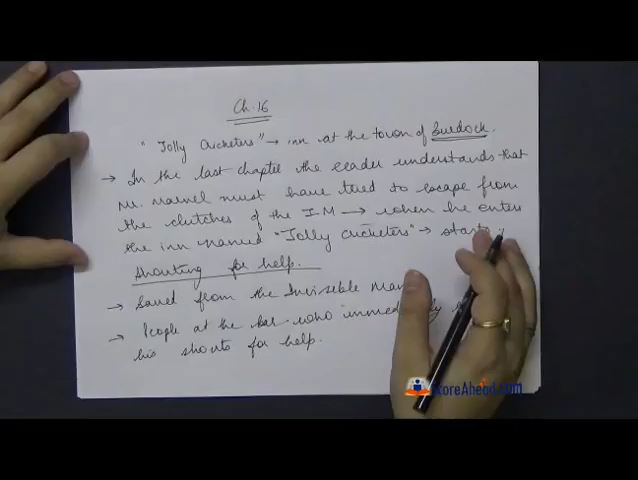 Ch. 16
"Jolly Cricketers" → inn at the town of Burdock.
→ In the last chapter the reader understands that
Mr. Marvel must have tried to escape from
the clutches of the I.M → when he enters
the inn named "Jolly Cricketers" → starts
shouting for help.
→ Saved from the Invisible Man
→ People at the bar who immediately
his shouts for help.
ScoreAhead.com